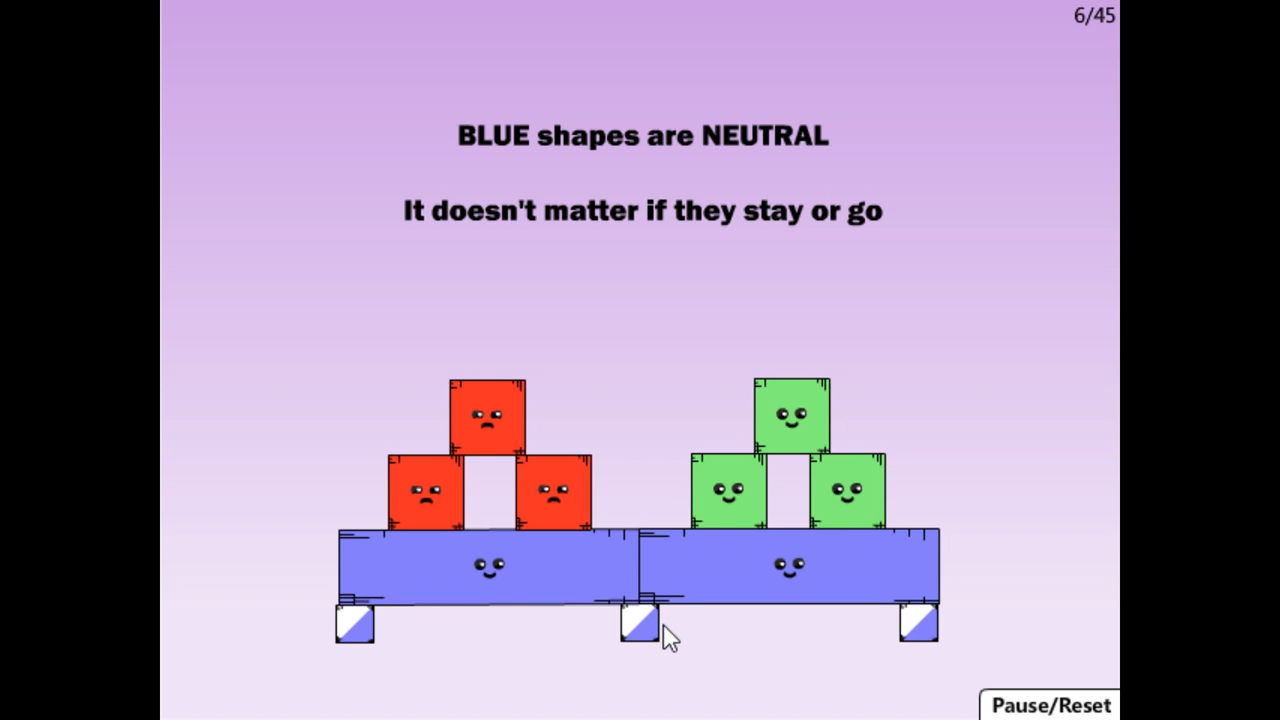 6/45
BLUE shapes are NEUTRAL
It doesn't matter if they stay or go
Pause/Reset